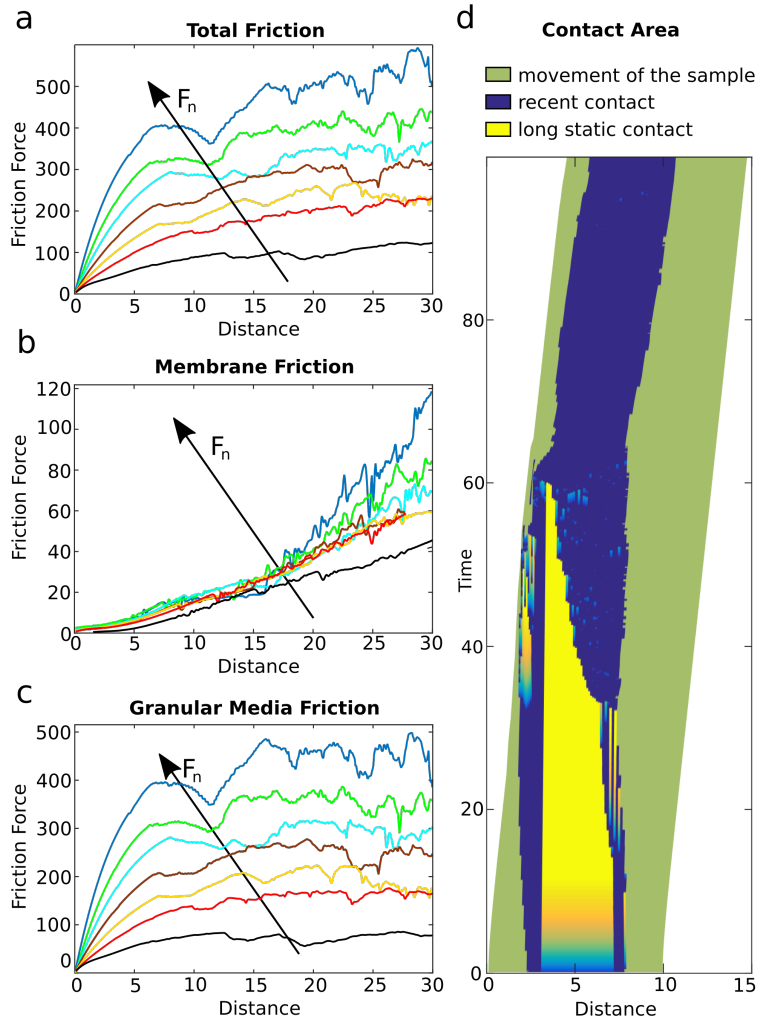 a
Total Friction
500
400
300
200
100
0
Friction Force
Fn
0 5 10 15 20 25 30
Distance
b
Membrane Friction
120
100
80
60
40
20
0
Friction Force
Fn
0 5 10 15 20 25 30
Distance
c
Granular Media Friction
500
400
300
200
100
0
Friction Force
Fn
0 5 10 15 20 25 30
Distance
d
Contact Area
movement of the sample
recent contact
long static contact
80
60
40
20
0
Time
0 5 10 15
Distance